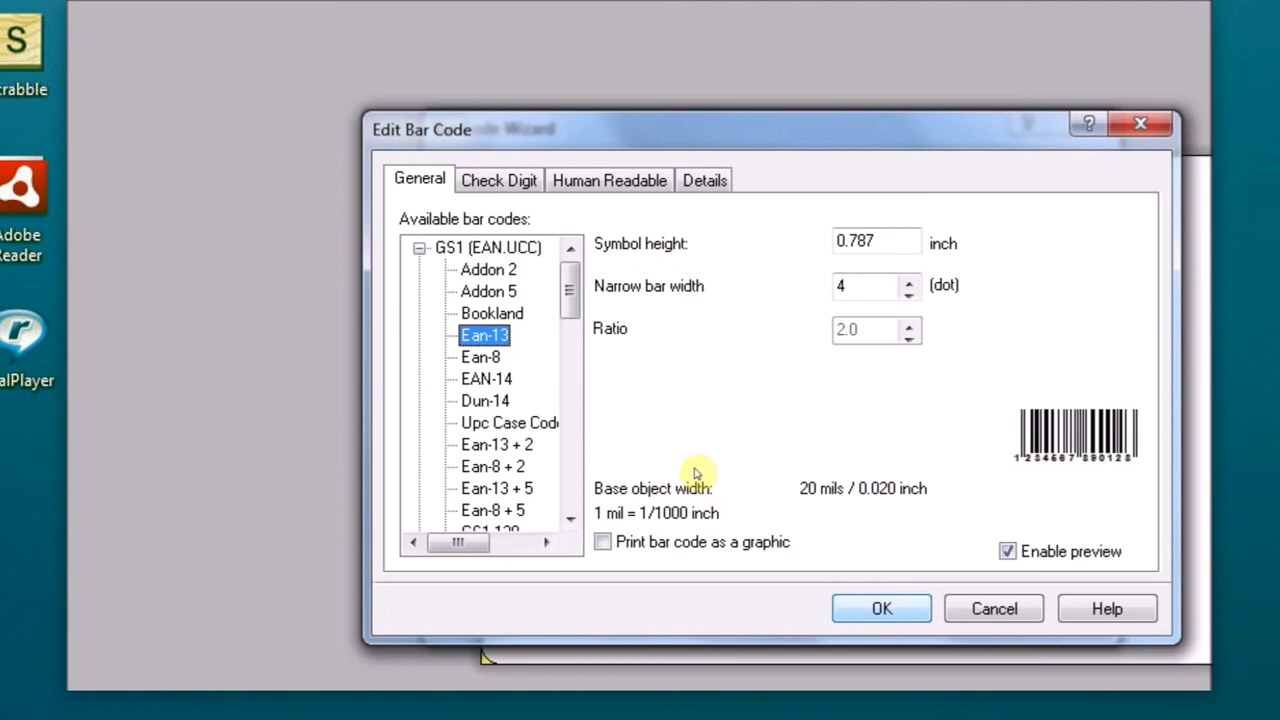 S
crabble
Adobe
Reader
alPlayer
Edit Bar Code
General
Check Digit
Human Readable
Details
Available bar codes:
GS1 (EAN.UCC)
Addon 2
Addon 5
Bookland
Ean-13
Ean-8
EAN-14
Dun-14
Upc Case Code
Ean-13 + 2
Ean-8 + 2
Ean-13 + 5
Ean-8 + 5
GS1-128
Symbol height:
0.787
inch
Narrow bar width
4
(dot)
Ratio
2.0
1234567890128
Base object width:
20 mils / 0.020 inch
1 mil = 1/1000 inch
Print bar code as a graphic
Enable preview
OK
Cancel
Help